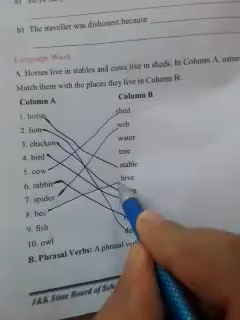 b) The traveller was dishonest because
Language Work
A. Horses live in stables and cows live in sheds. In Column A, name
Match them with the places they live in Column B:
Column A Column B
1. horse shed
2. lion web
3. chicken water
4. bird tree
5. cow stable
6. rabbit hive
7. spider
8. bee
9. fish
10. owl
B. Phrasal Verbs: A phrasal verb
J&K State Board of